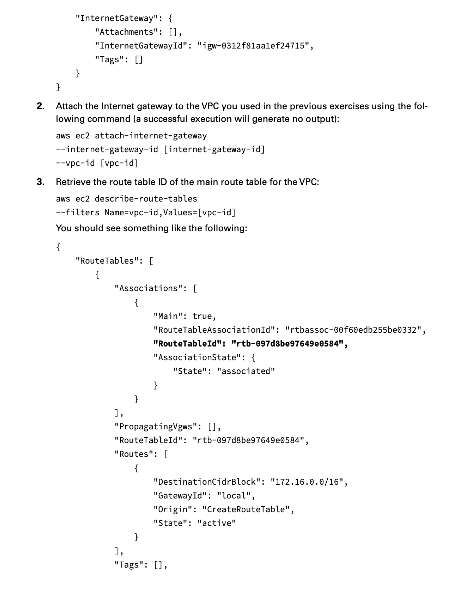 "InternetGateway": {
"Attachments": [],
"InternetGatewayId": "igw-0312f81aa1ef24715",
"Tags": []
}
}
2. Attach the Internet gateway to the VPC you used in the previous exercises using the fol-
lowing command (a successful execution will generate no output):
aws ec2 attach-internet-gateway
--internet-gateway-id [internet-gateway-id]
--vpc-id [vpc-id]
3. Retrieve the route table ID of the main route table for the VPC:
aws ec2 describe-route-tables
--filters Name=vpc-id,Values=[vpc-id]
You should see something like the following:
{
"RouteTables": [
{
"Associations": [
{
"Main": true,
"RouteTableAssociationId": "rtbassoc-00f60edb255be0332",
"RouteTableId": "rtb-097d8be97649e0584",
"AssociationState": {
"State": "associated"
}
}
],
"PropagatingVgws": [],
"RouteTableId": "rtb-097d8be97649e0584",
"Routes": [
{
"DestinationCidrBlock": "172.16.0.0/16",
"GatewayId": "local",
"Origin": "CreateRouteTable",
"State": "active"
}
],
"Tags": [],